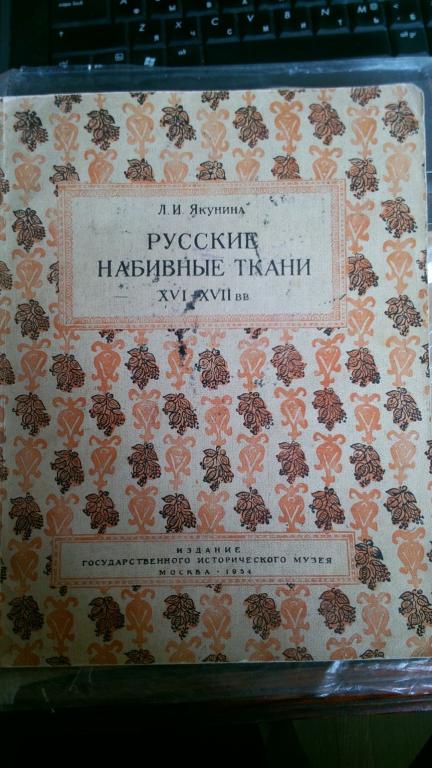 Л. И. ЯКУНИНА
РУССКИЕ
НАБИВНЫЕ ТКАНИ
XVI–XVII ВВ
ИЗДАНИЕ
ГОСУДАРСТВЕННОГО ИСТОРИЧЕСКОГО МУЗЕЯ
МОСКВА · 1954